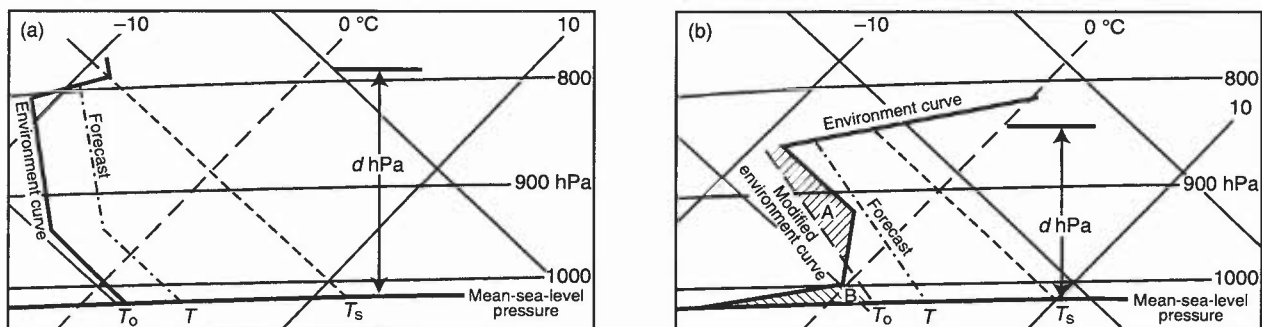 (a)
–10
0 °C
10
800
Environment curve
Forecast
d hPa
900 hPa
1000
Mean-sea-level
pressure
T₀
T
Tₛ
(b)
–10
0 °C
800
10
Environment curve
Modified
environment curve
A
Forecast
900 hPa
d hPa
1000
B
Mean-sea-level
pressure
T₀
T
Tₛ